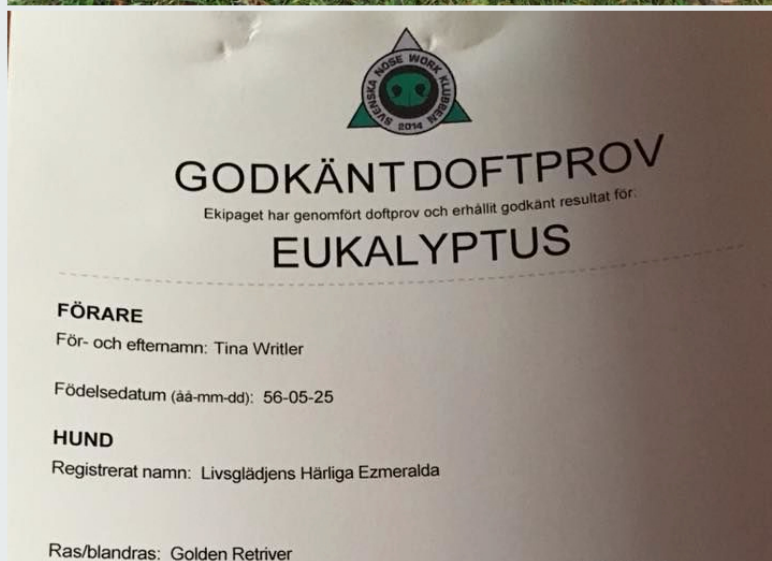 SVENSKA NOSE WORK KLUBBEN
2014
GODKÄNT DOFTPROV
Ekipaget har genomfört doftprov och erhållit godkänt resultat för:
EUKALYPTUS
FÖRARE
För- och efternamn: Tina Writler
Födelsedatum (åå-mm-dd): 56-05-25
HUND
Registrerat namn: Livsglädjens Härliga Ezmeralda
Ras/blandras: Golden Retriver